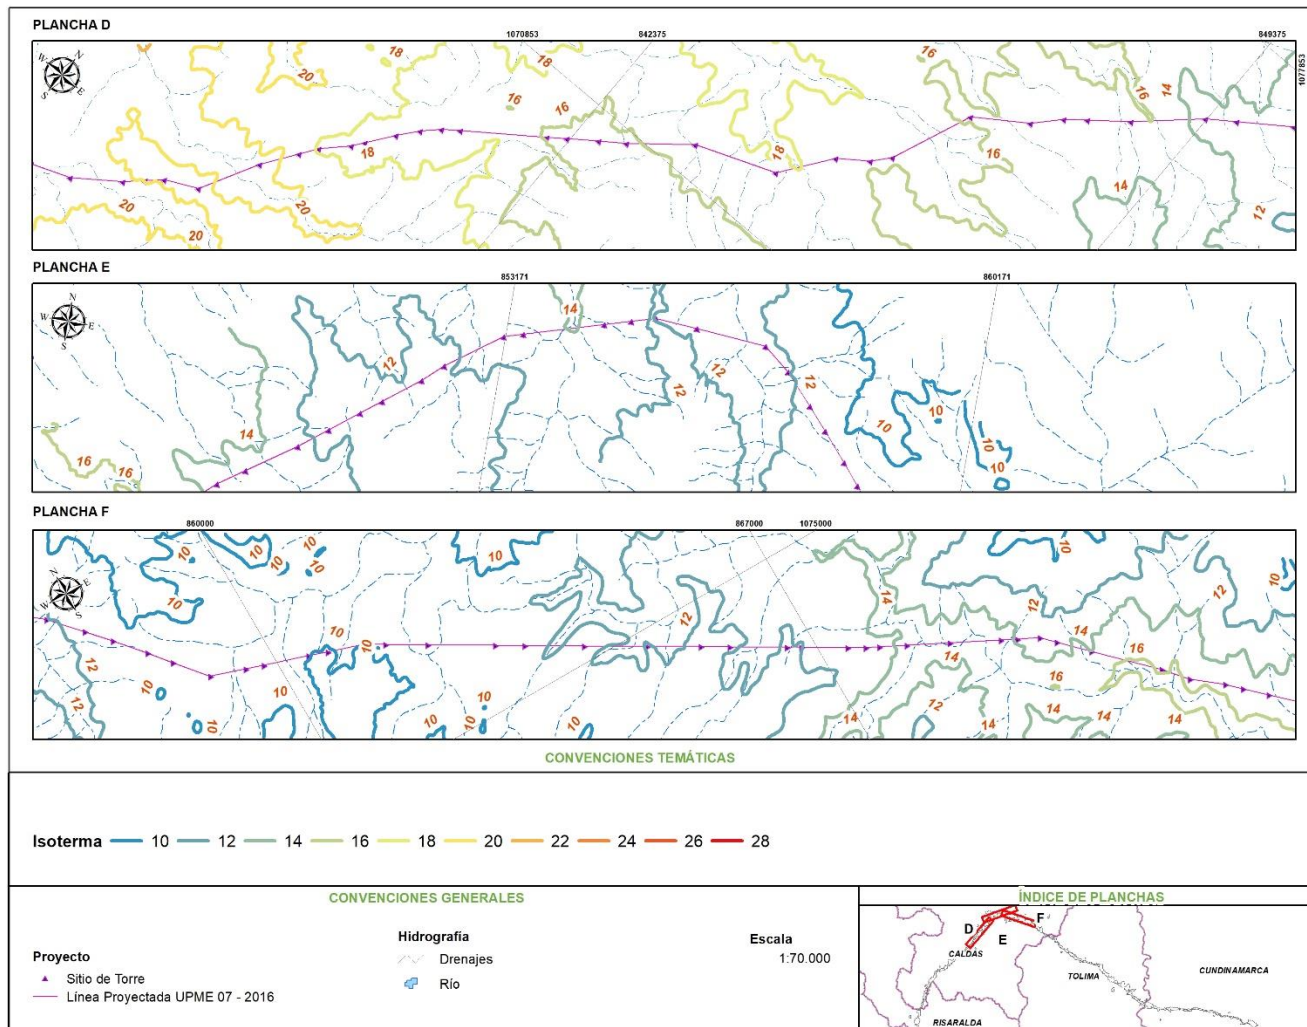 PLANCHA D
1070853
842375
849375
1077853
N
W
E
S
20
18
18
16
16
16
16
14
18
18
16
14
20
20
20
12
PLANCHA E
853171
860171
N
W
E
S
14
12
12
12
12
10
10
10
10
14
16
16
PLANCHA F
860000
867000
1075000
N
W
E
S
10
10
10
10
10
10
10
10
12
10
10
10
14
12
12
14
14
16
16
12
12
10
10
10
10
10
10
14
12
14
14
14
CONVENCIONES TEMÁTICAS
Isoterma 10 12 14 16 18 20 22 24 26 28
CONVENCIONES GENERALES
Proyecto
Sitio de Torre
Línea Proyectada UPME 07 - 2016
Hidrografía
Drenajes
Río
Escala
1:70.000
ÍNDICE DE PLANCHAS
D
E
F
CALDAS
TOLIMA
CUNDINAMARCA
RISARALDA